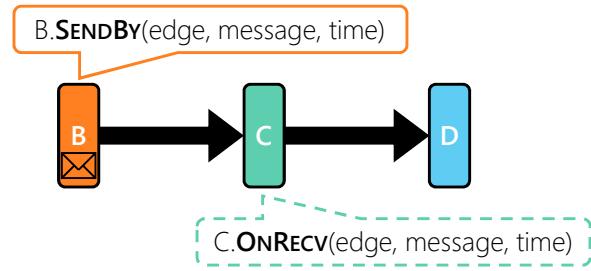 B.SENDBY(edge, message, time)
B
C
D
C.ONRECV(edge, message, time)